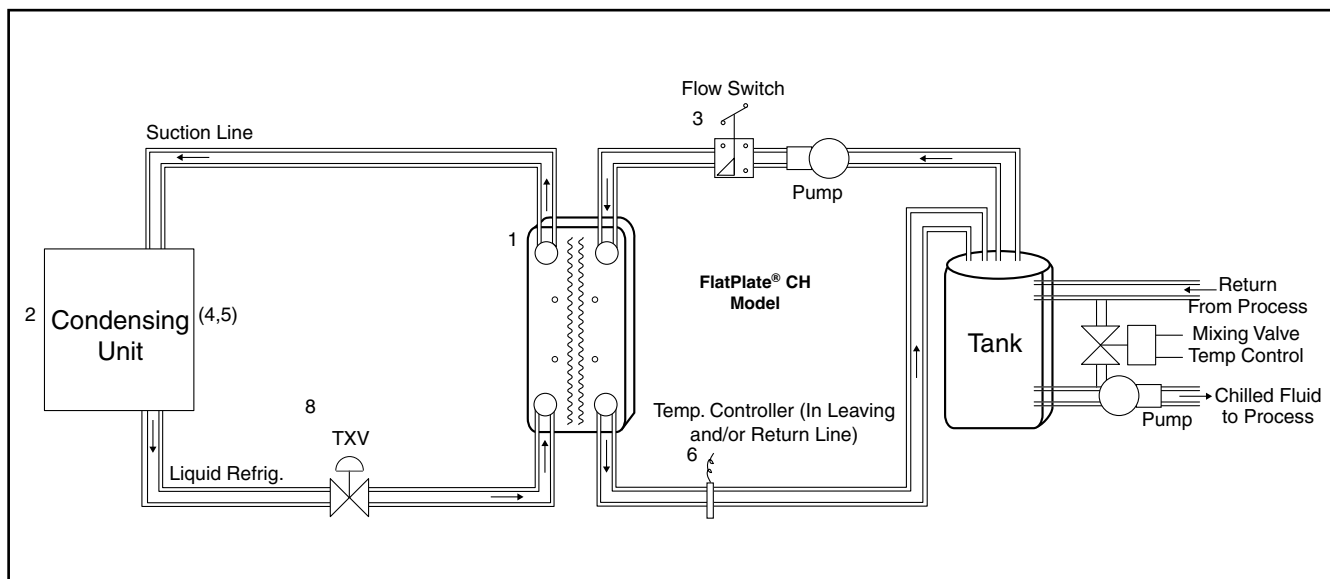 Flow Switch
3
Suction Line
Pump
1
FlatPlate® CH
Model
Return
From Process
2
Condensing
Unit
(4,5)
Tank
Mixing Valve
Temp Control
8
TXV
Temp. Controller (In Leaving
and/or Return Line)
6
Chilled Fluid
to Process
Pump
Liquid Refrig.